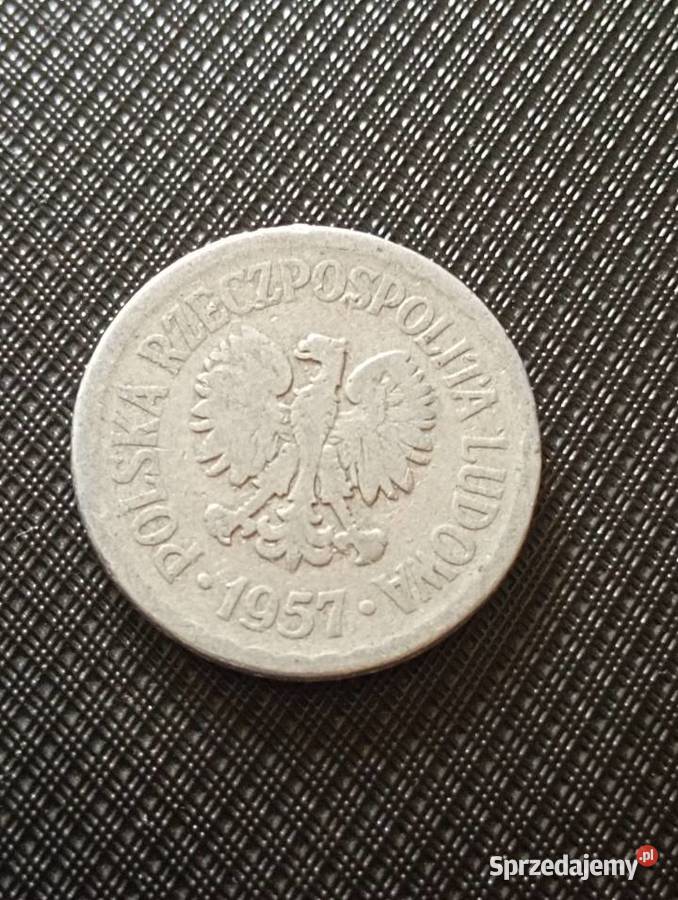 POLSKA RZECZPOSPOLITA LUDOWA
• 1957 •
Sprzedajemy.pl